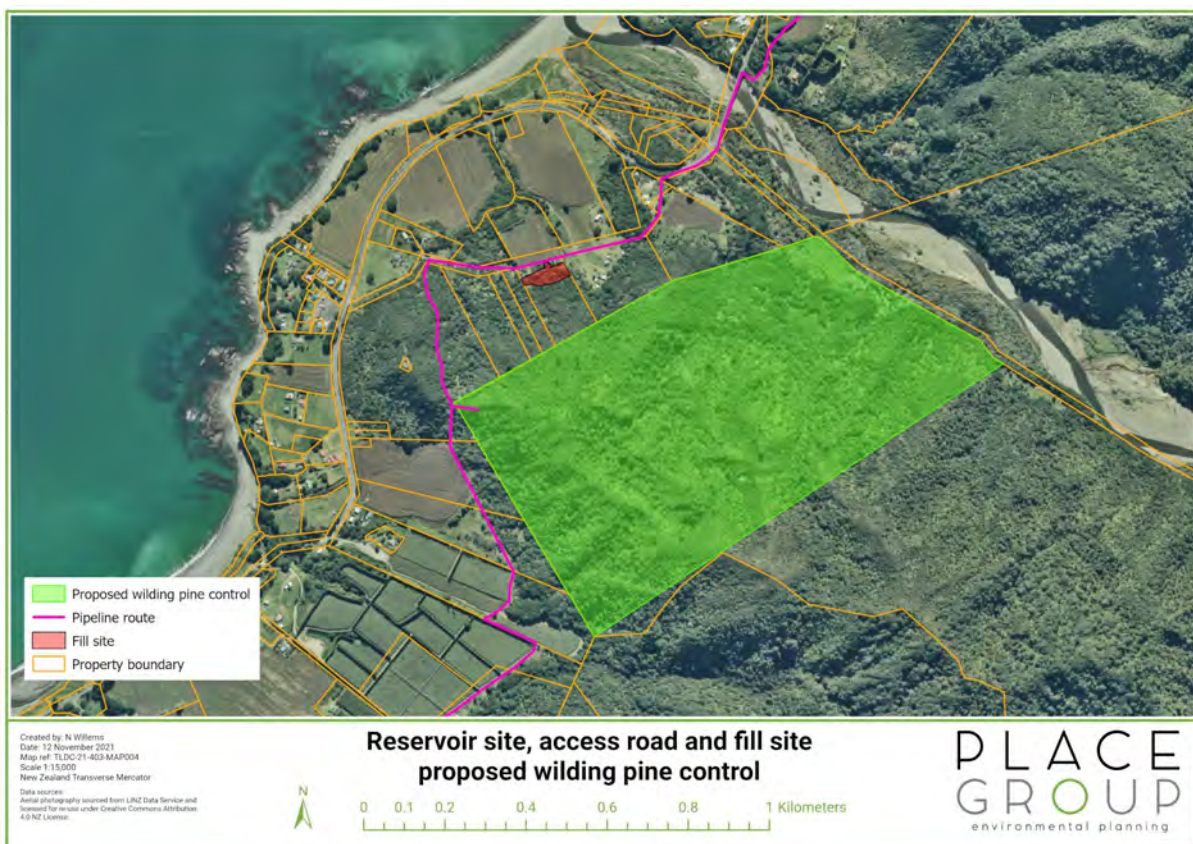 Proposed wilding pine control
Pipeline route
Fill site
Property boundary
Created by: N Willems
Date: 12 November 2021
Map ref: TLDC-21-403-MAP004
Scale 1:15,000
New Zealand Transverse Mercator
Data sources:
Aerial photography sourced from LINZ Data Service and
licensed for re-use under Creative Commons Attribution
4.0 NZ License.
Reservoir site, access road and fill site
proposed wilding pine control
N
0 0.1 0.2 0.4 0.6 0.8 1 Kilometers
PLACE
GROUP
environmental planning